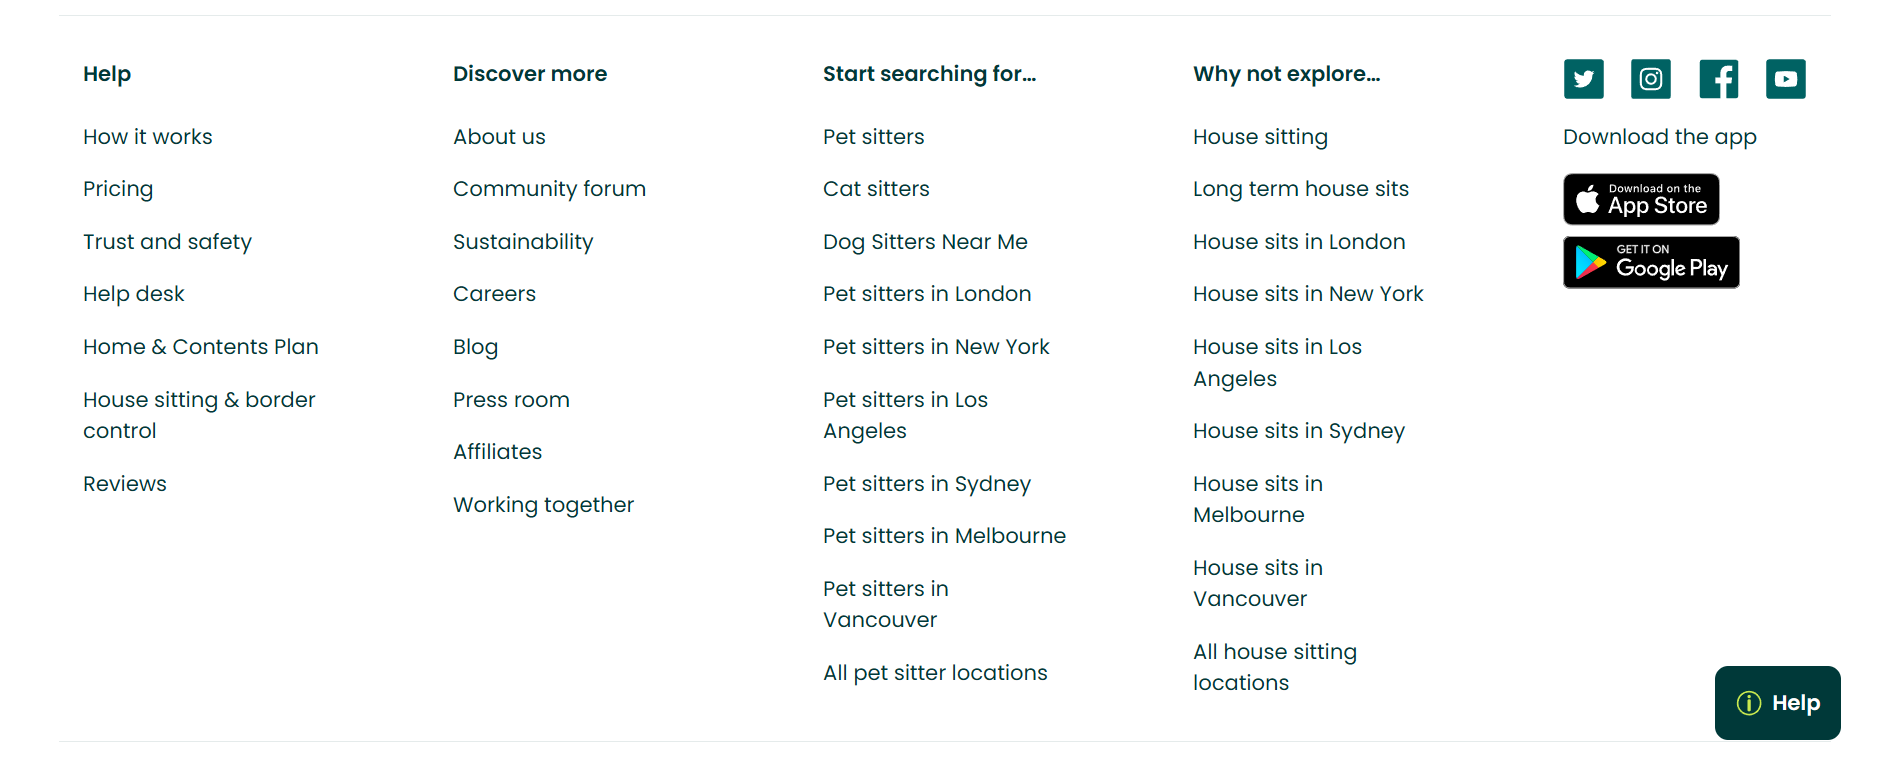 Help
How it works
Pricing
Trust and safety
Help desk
Home & Contents Plan
House sitting & border
control
Reviews
Discover more
About us
Community forum
Sustainability
Careers
Blog
Press room
Affiliates
Working together
Start searching for...
Pet sitters
Cat sitters
Dog Sitters Near Me
Pet sitters in London
Pet sitters in New York
Pet sitters in Los
Angeles
Pet sitters in Sydney
Pet sitters in Melbourne
Pet sitters in
Vancouver
All pet sitter locations
Why not explore...
House sitting
Long term house sits
House sits in London
House sits in New York
House sits in Los
Angeles
House sits in Sydney
House sits in
Melbourne
House sits in
Vancouver
All house sitting
locations
Download the app
Download on the
App Store
GET IT ON
Google Play
Help